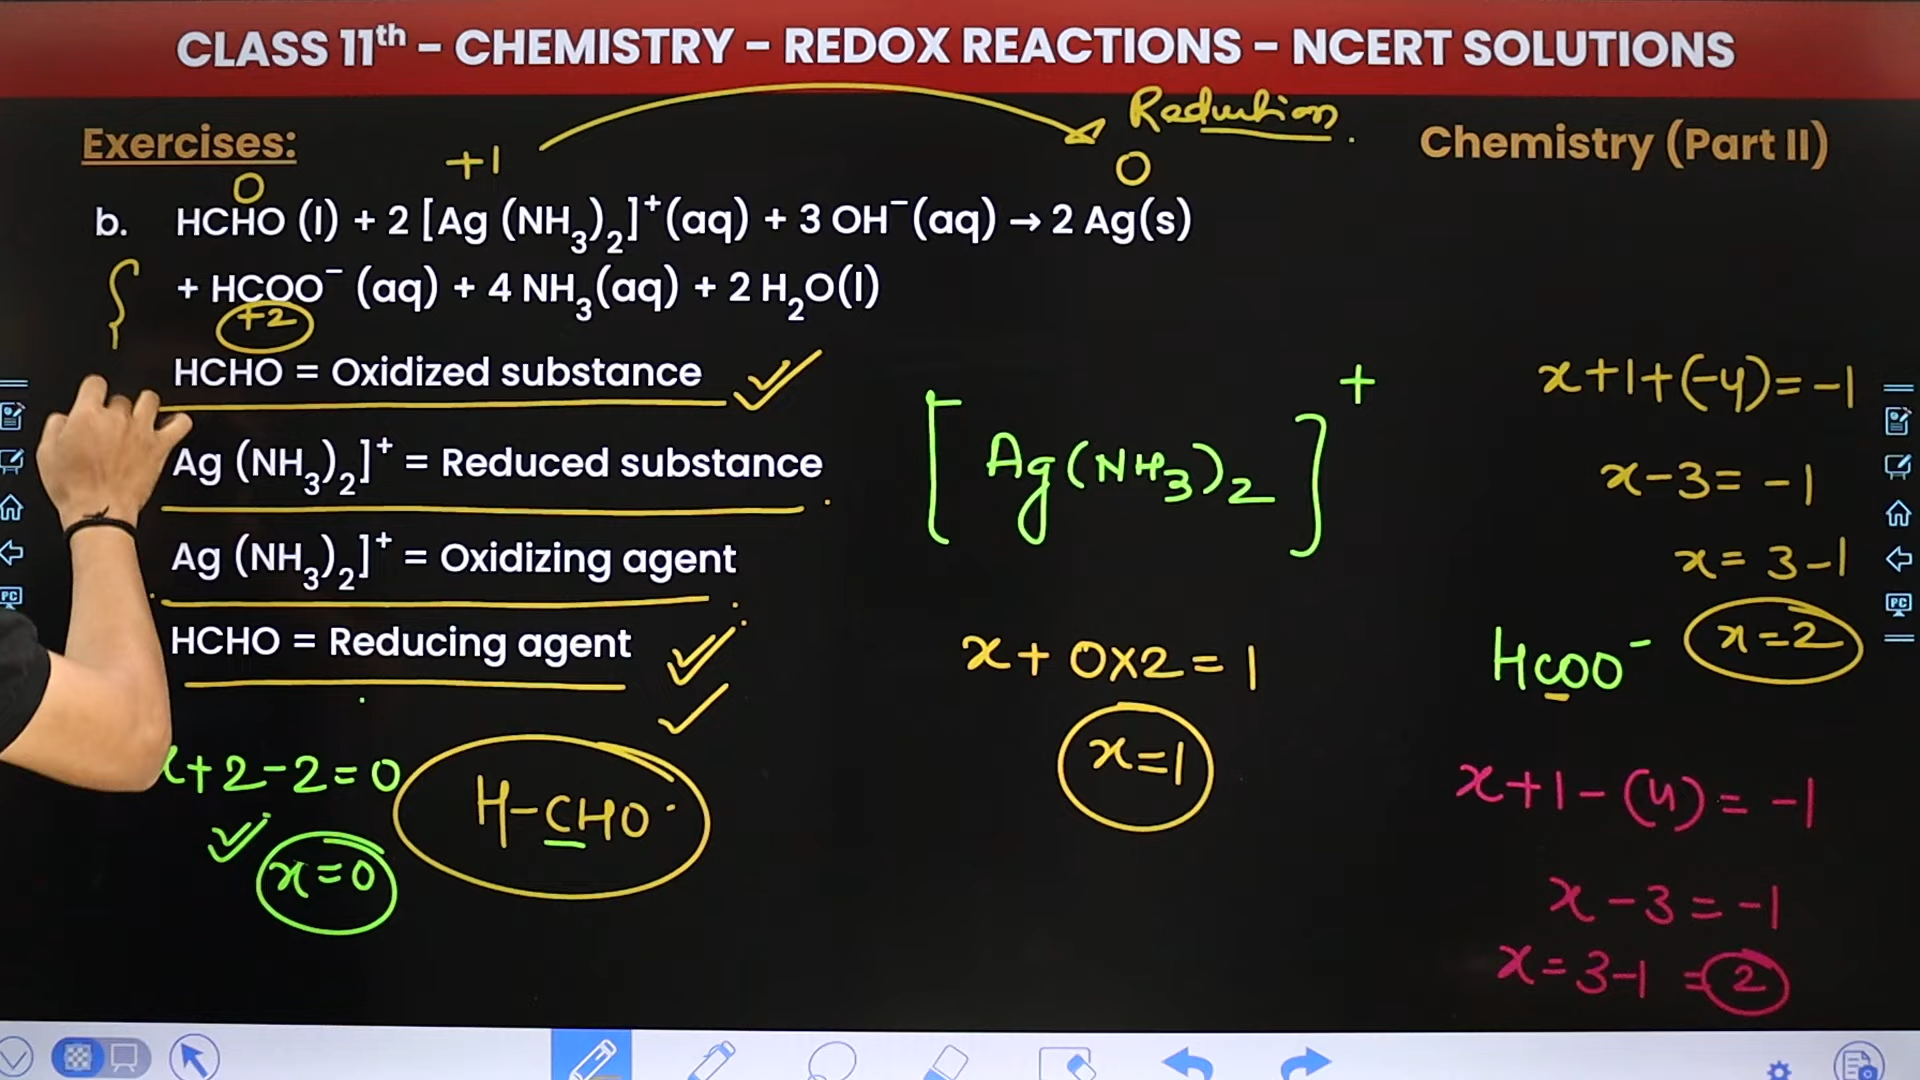 CLASS 11th - CHEMISTRY - REDOX REACTIONS - NCERT SOLUTIONS
Exercises:
Chemistry (Part II)
Reduction.
0
+1
0
b. HCHO (l) + 2 [Ag (NH3)2]+(aq) + 3 OH−(aq) → 2 Ag(s)
+ HCOO− (aq) + 4 NH3(aq) + 2 H2O(l)
+2
HCHO = Oxidized substance
Ag (NH3)2]+ = Reduced substance
Ag (NH3)2]+ = Oxidizing agent
HCHO = Reducing agent
x+2-2=0
x=0
H-CHO
[Ag(NH3)2]+
x+0x2=1
x=1
x+1+(-4)=-1
x-3=-1
x=3-1
x=2
HCOO−
x+1-(4)=-1
x-3=-1
x=3-1=2
PC
PC